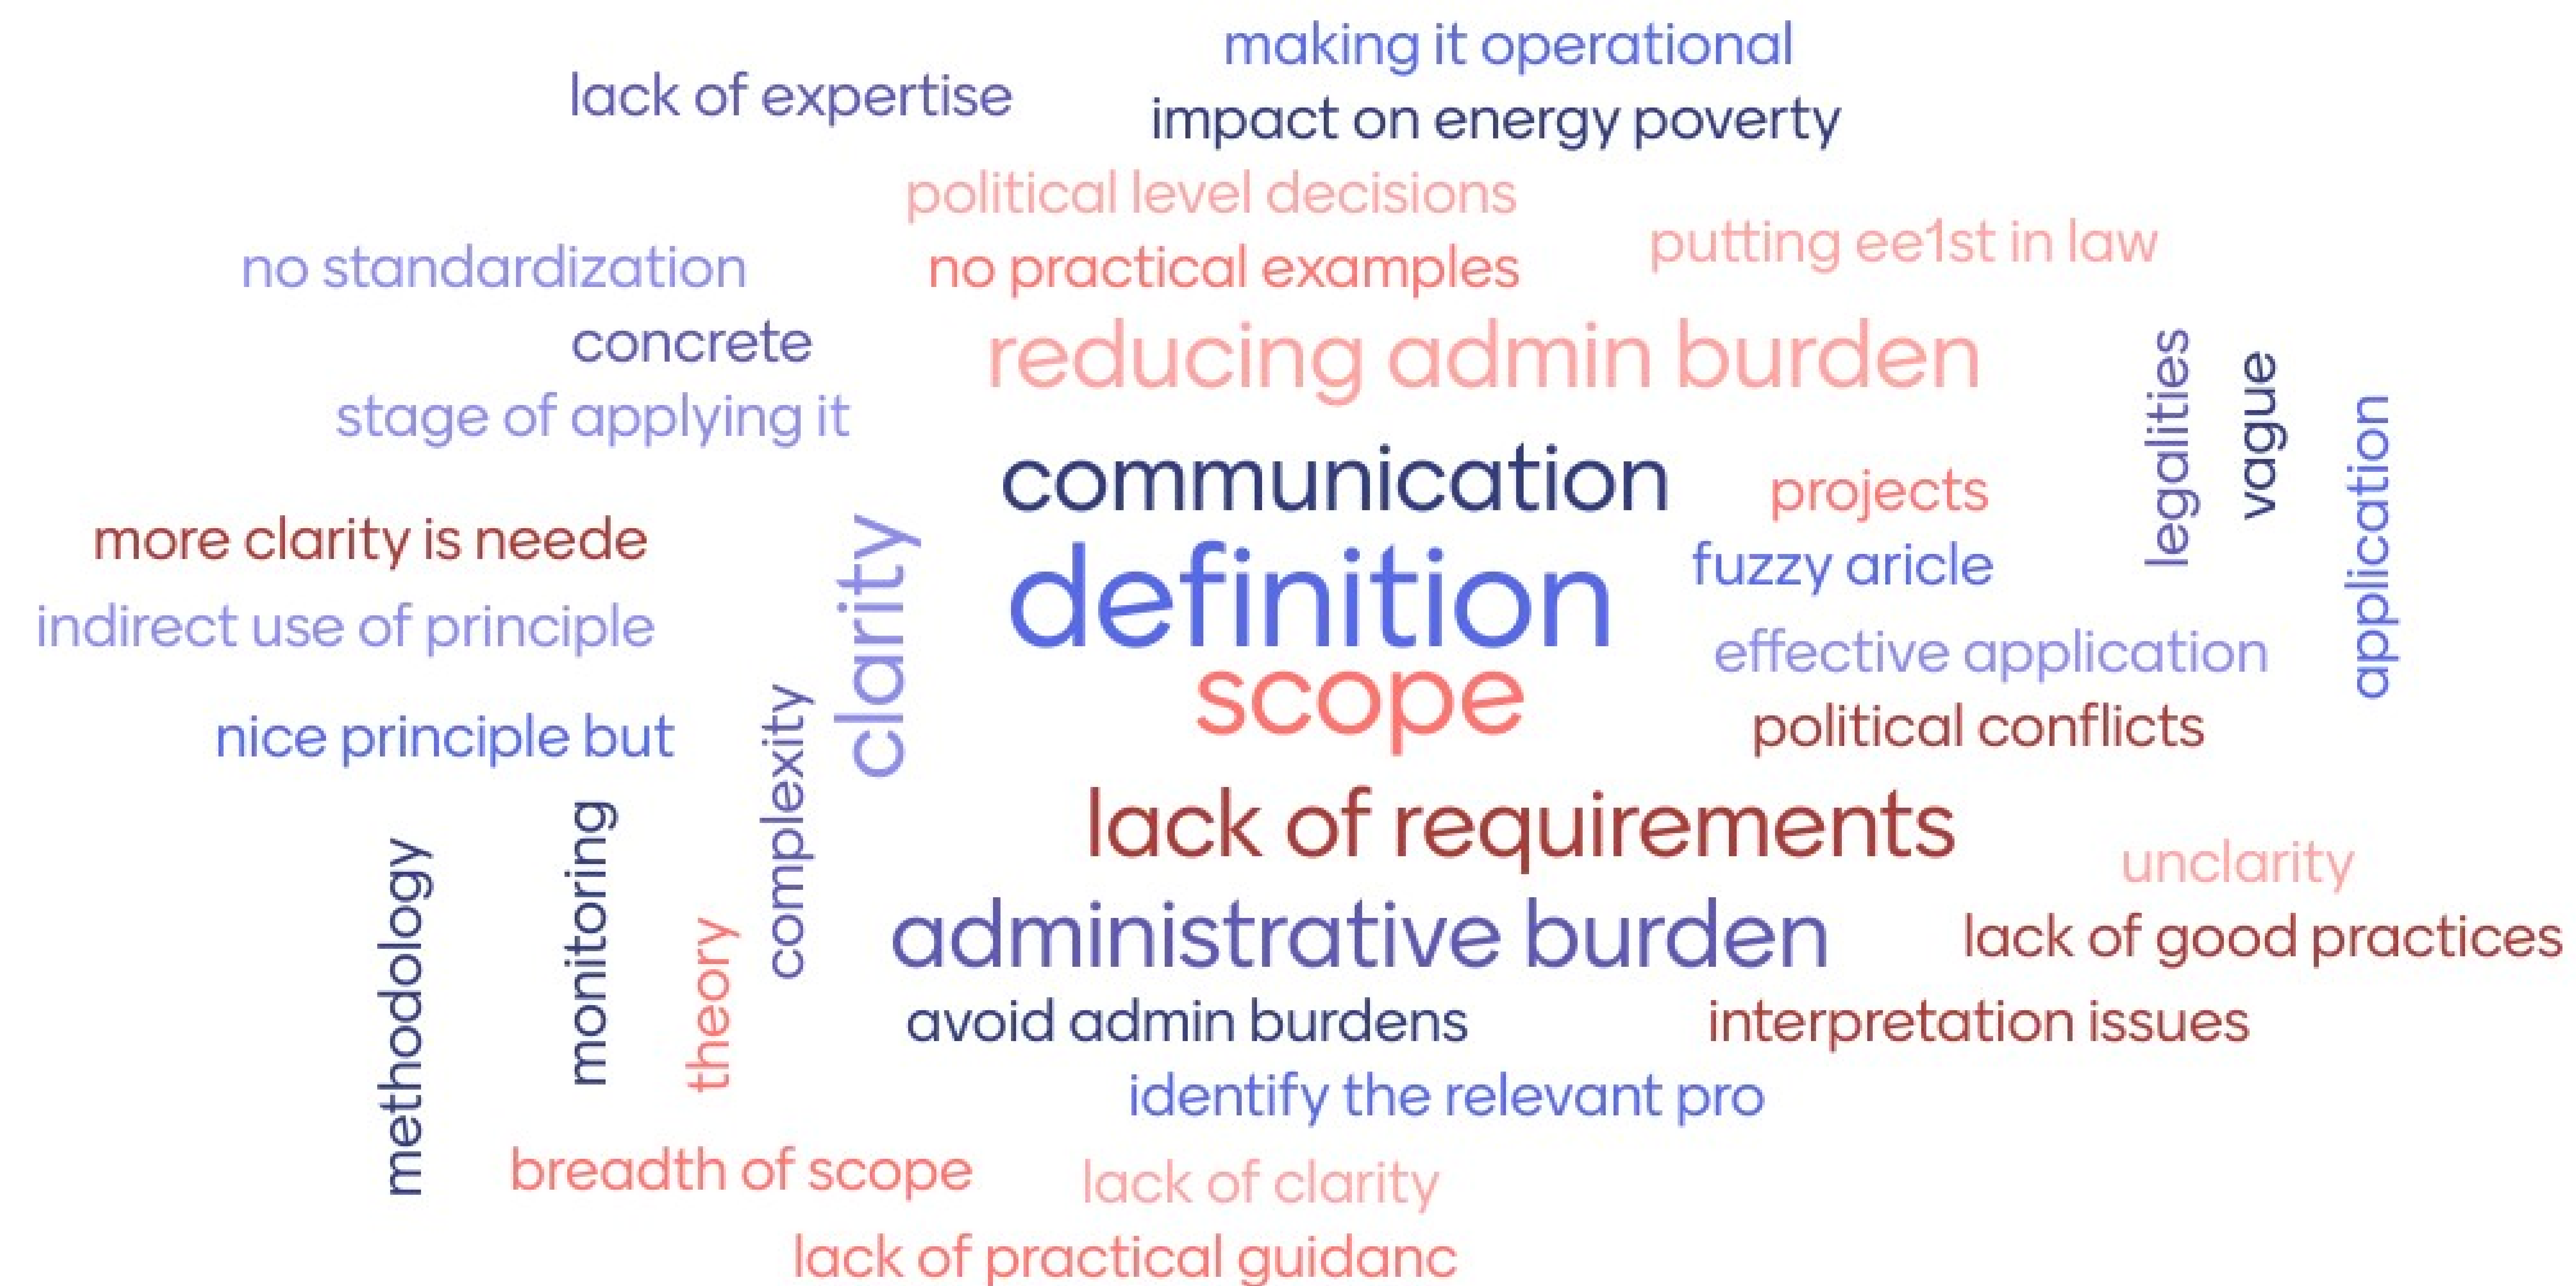 making it operational
lack of expertise
impact on energy poverty
political level decisions
putting ee1st in law
no standardization
no practical examples
concrete
reducing admin burden
legalities
vague
stage of applying it
application
communication
projects
more clarity is neede
clarity
definition
fuzzy aricle
indirect use of principle
effective application
scope
nice principle but
complexity
political conflicts
lack of requirements
methodology
monitoring
theory
unclarity
administrative burden
lack of good practices
avoid admin burdens
interpretation issues
identify the relevant pro
breadth of scope
lack of clarity
lack of practical guidanc